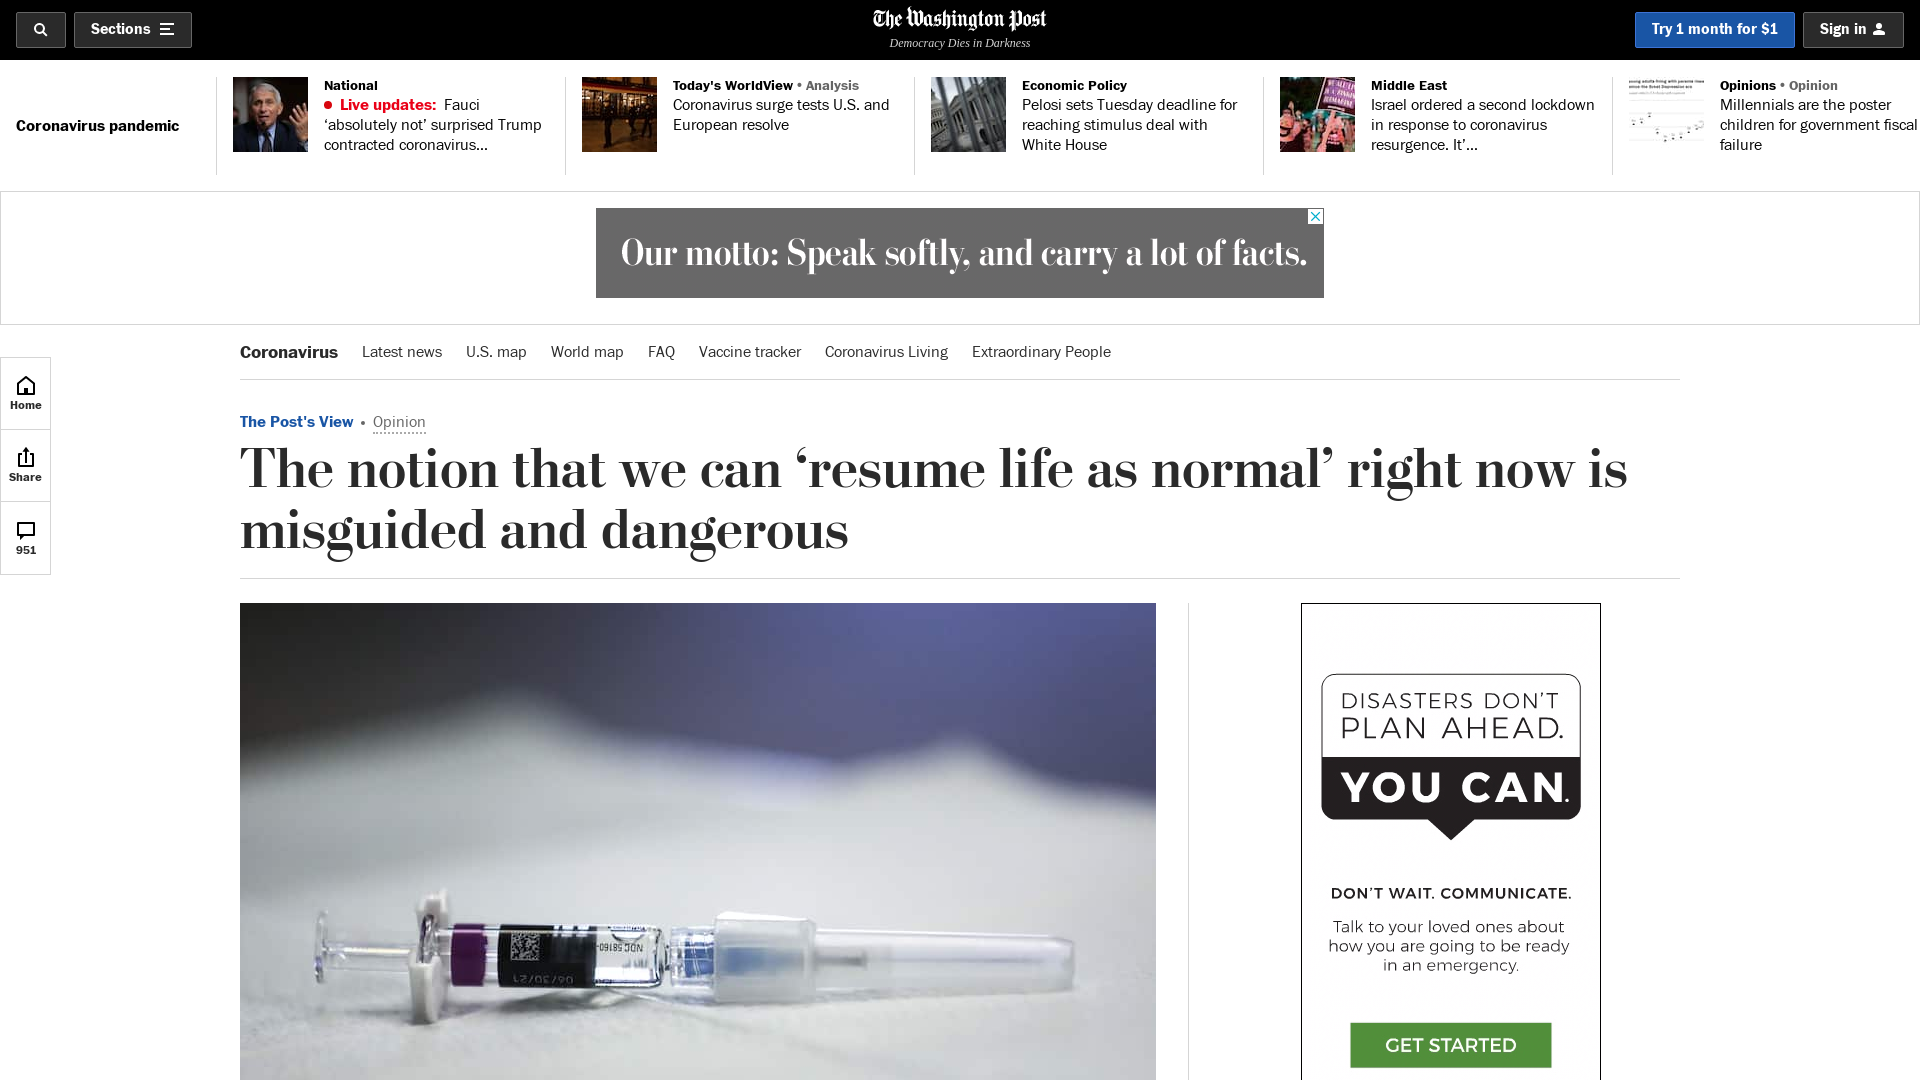 Sections
The Washington Post
Democracy Dies in Darkness
Try 1 month for $1
Sign in
Coronavirus pandemic
National
Live updates: Fauci
‘absolutely not’ surprised Trump
contracted coronavirus...
Today's WorldView • Analysis
Coronavirus surge tests U.S. and
European resolve
Economic Policy
Pelosi sets Tuesday deadline for
reaching stimulus deal with
White House
Middle East
Israel ordered a second lockdown
in response to coronavirus
resurgence. It’...
Opinions • Opinion
Millennials are the poster
children for government fiscal
failure
Our motto: Speak softly, and carry a lot of facts.
Coronavirus Latest news U.S. map World map FAQ Vaccine tracker Coronavirus Living Extraordinary People
Home
Share
951
The Post's View • Opinion
The notion that we can ‘resume life as normal’ right now is
misguided and dangerous
NDC 58160-
06/30/21
DISASTERS DON’T
PLAN AHEAD.
YOU CAN.
DON’T WAIT. COMMUNICATE.
Talk to your loved ones about
how you are going to be ready
in an emergency.
GET STARTED